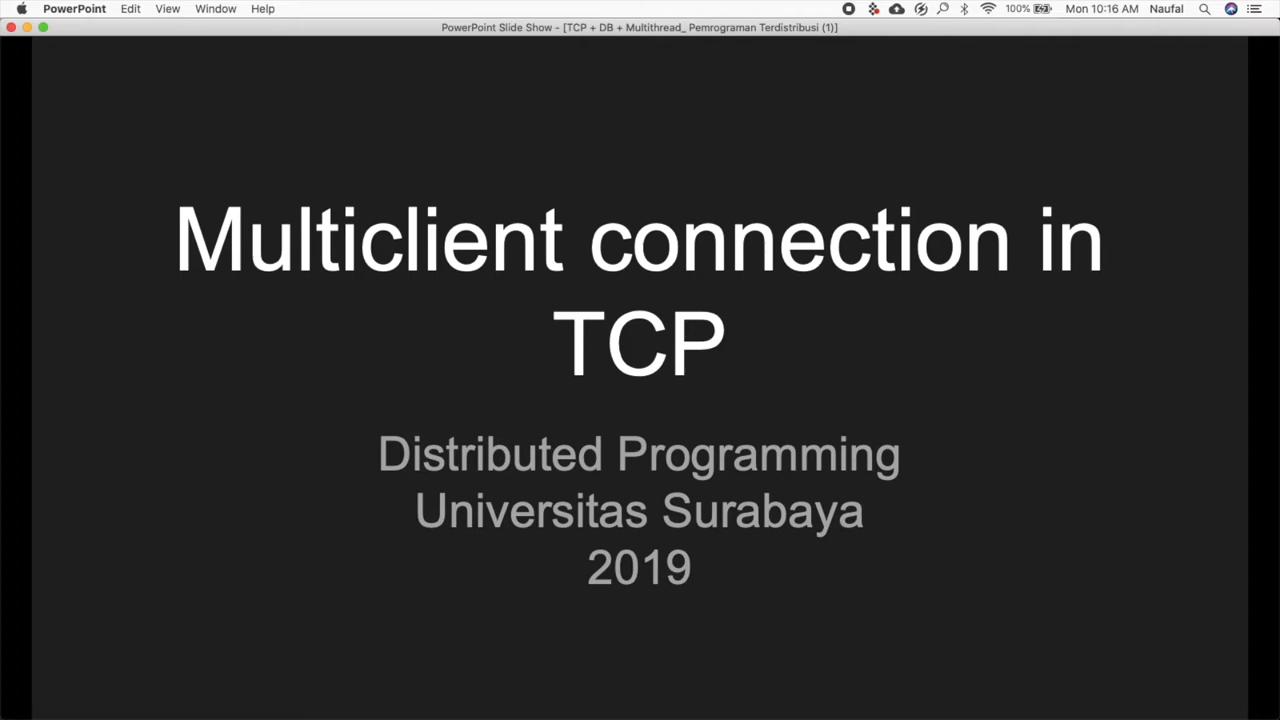 PowerPoint Edit View Window Help 100% Mon 10:16 AM Naufal
PowerPoint Slide Show - [TCP + DB + Multithread_ Pemrograman Terdistribusi (1)]
Multiclient connection in
TCP
Distributed Programming
Universitas Surabaya
2019